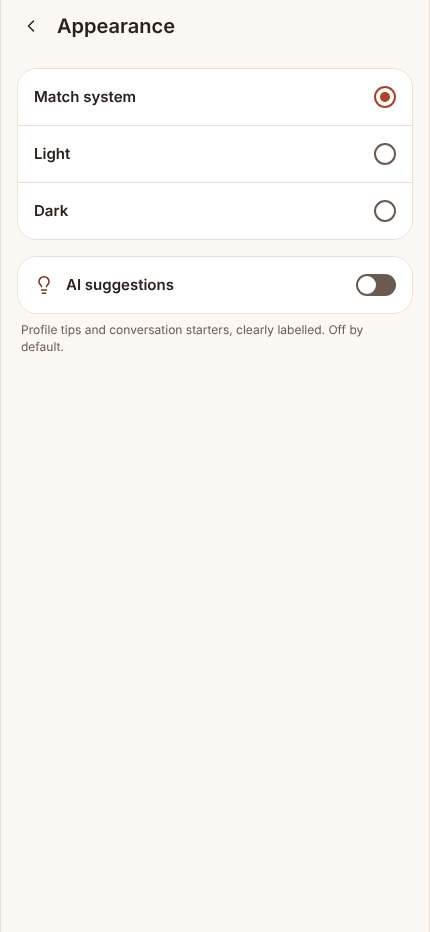 Appearance
Match system
Light
Dark
AI suggestions
Profile tips and conversation starters, clearly labelled. Off by
default.